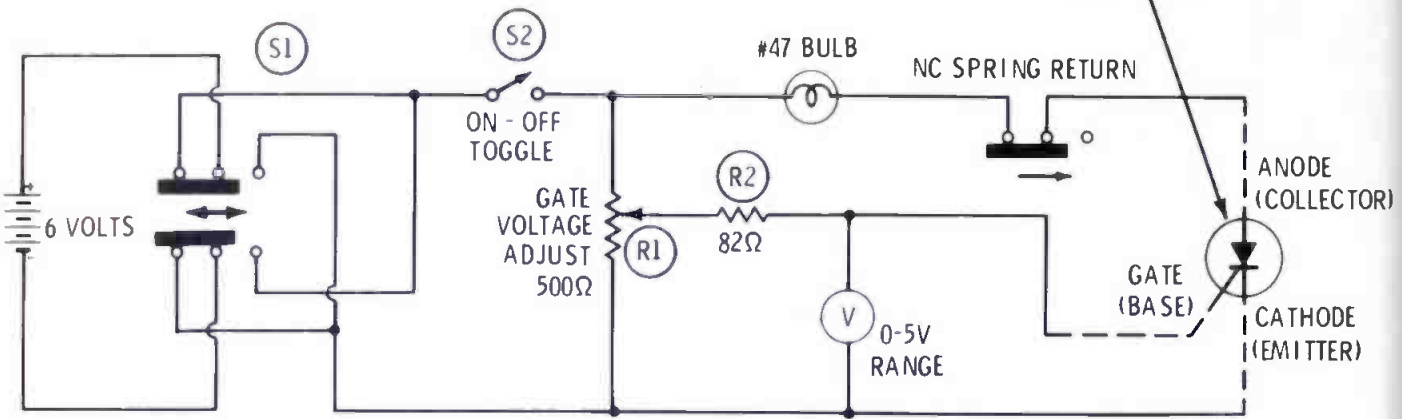 S1
S2
#47 BULB
NC SPRING RETURN
ON - OFF
TOGGLE
6 VOLTS
GATE
VOLTAGE
ADJUST
500Ω
R1
R2
82Ω
V
0-5V
RANGE
ANODE
(COLLECTOR)
GATE
(BASE)
CATHODE
(EMITTER)